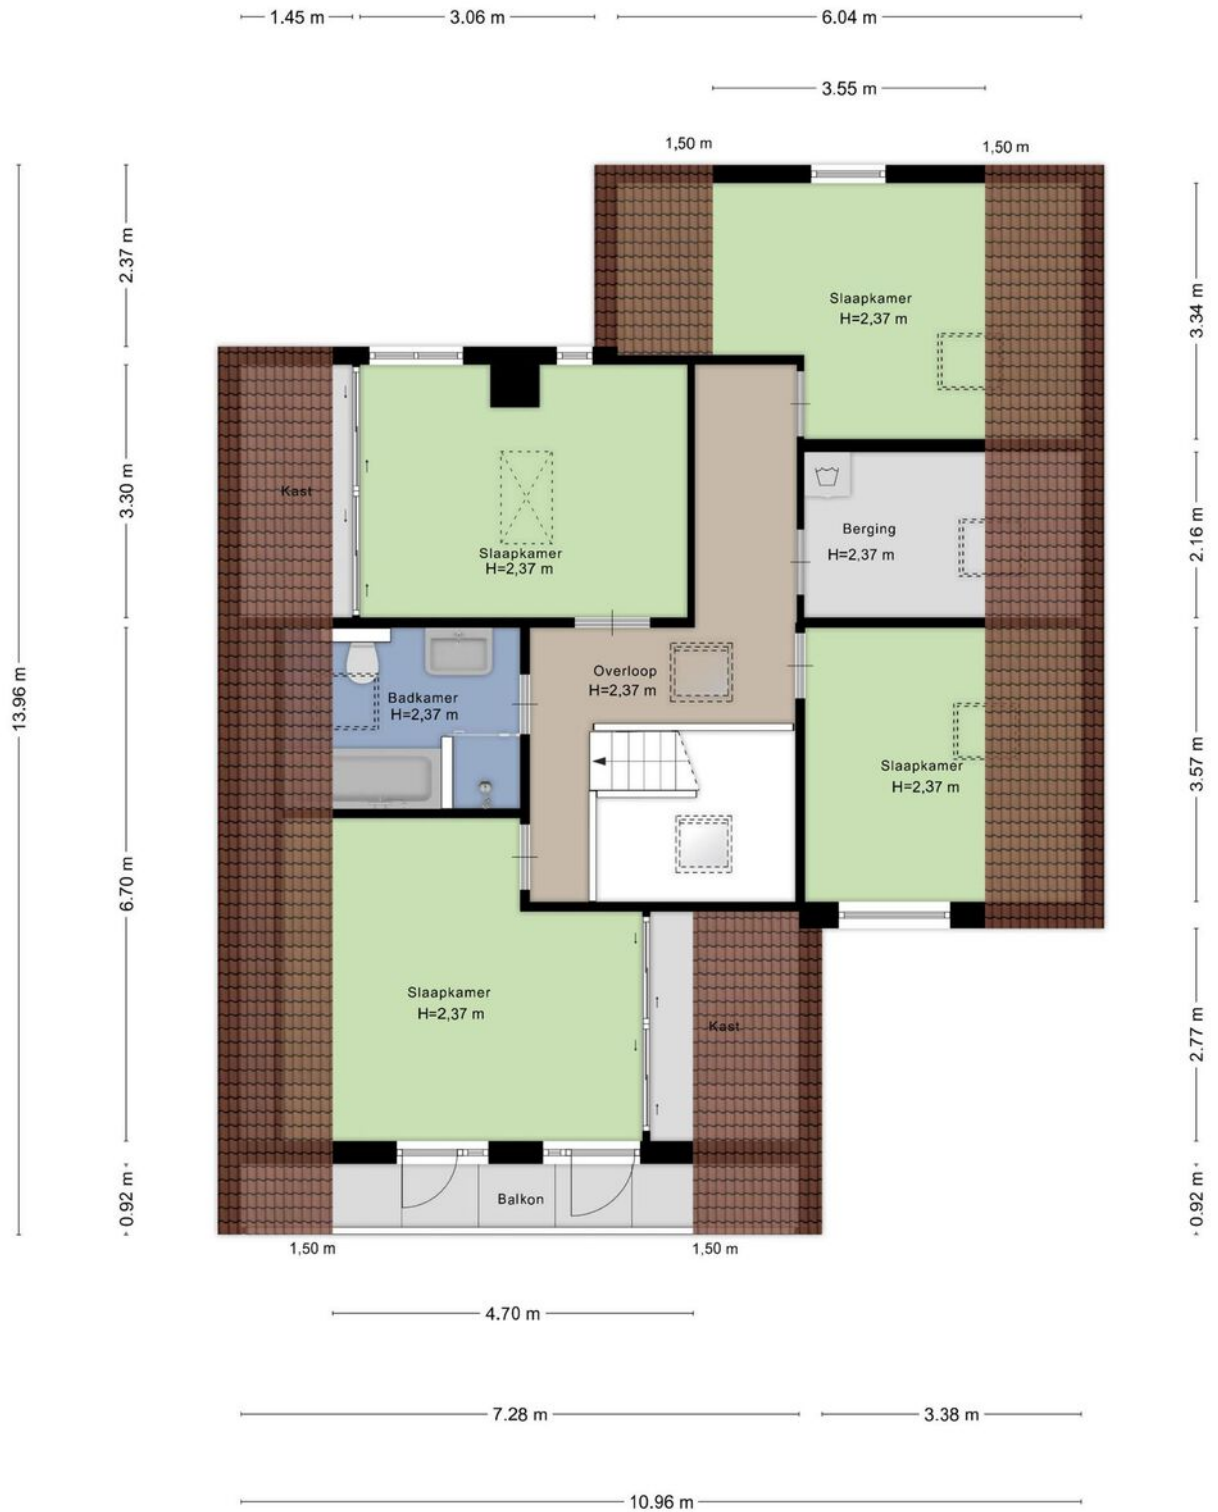 1.45 m
3.06 m
6.04 m
3.55 m
1,50 m
1,50 m
2.37 m
3.34 m
Slaapkamer
H=2,37 m
Kast
3.30 m
Slaapkamer
H=2,37 m
Berging
H=2,37 m
2.16 m
13.96 m
Badkamer
H=2,37 m
Overloop
H=2,37 m
Slaapkamer
H=2,37 m
3.57 m
6.70 m
Slaapkamer
H=2,37 m
Kast
2.77 m
0.92 m
Balkon
0.92 m
1,50 m
1,50 m
4.70 m
7.28 m
3.38 m
10.96 m